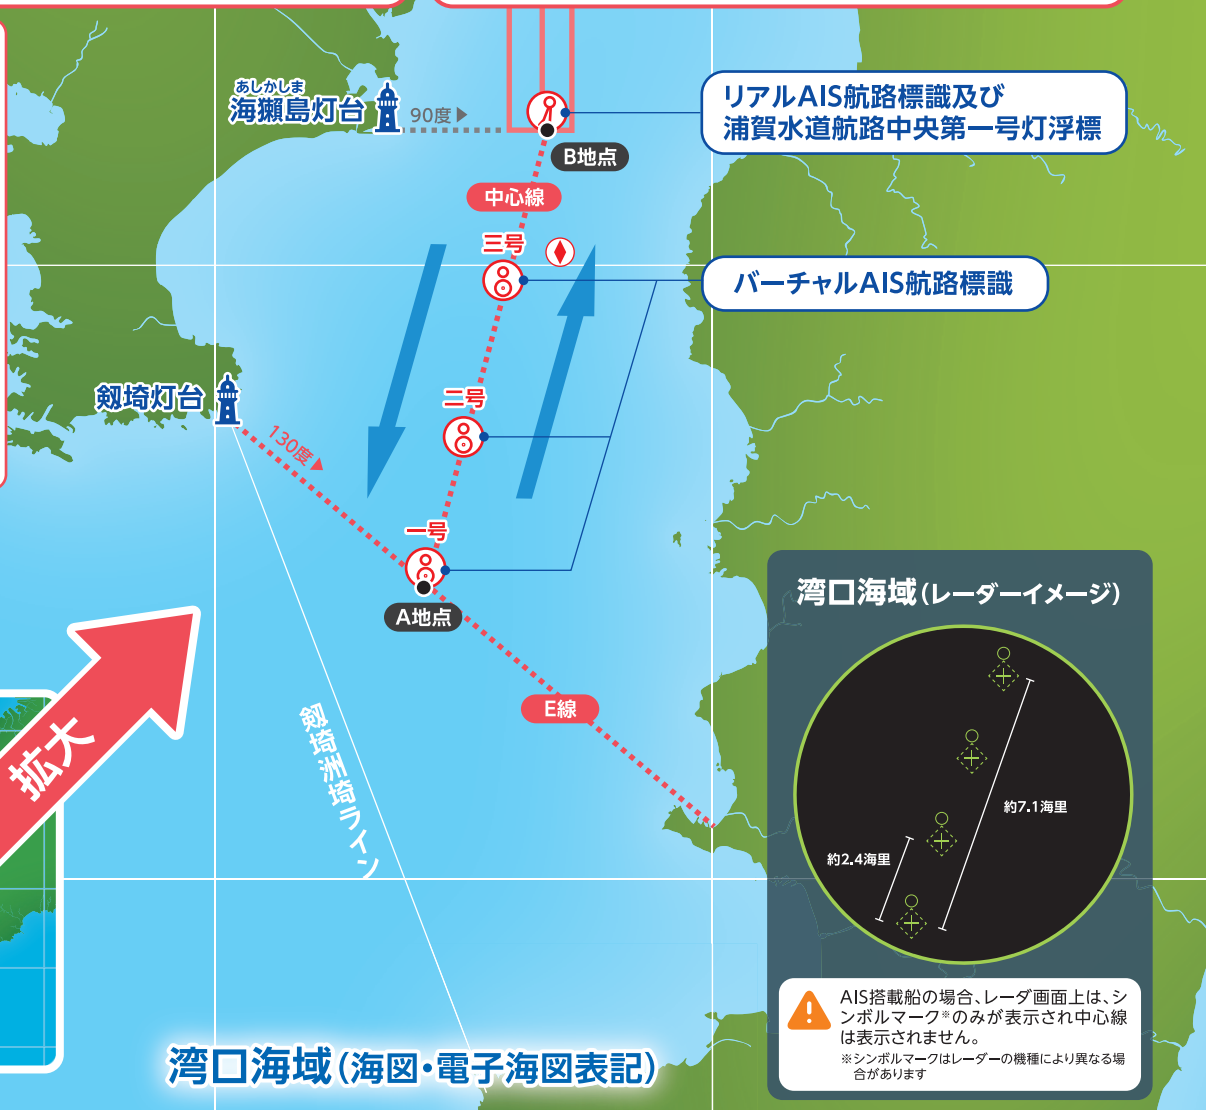 あしかしま
海獺島灯台
90度▶
リアルAIS航路標識及び
浦賀水道航路中央第一号灯浮標
B地点
中心線
三号
バーチャルAIS航路標識
剱埼灯台
130度▲
二号
一号
A地点
E線
剱埼洲埼ライン
拡大
湾口海域(レーダーイメージ)
約7.1海里
約2.4海里
AIS搭載船の場合、レーダ画面上は、シ
ンボルマーク※のみが表示され中心線
は表示されません。
※シンボルマークはレーダーの機種により異なる場
合があります
湾口海域(海図・電子海図表記)